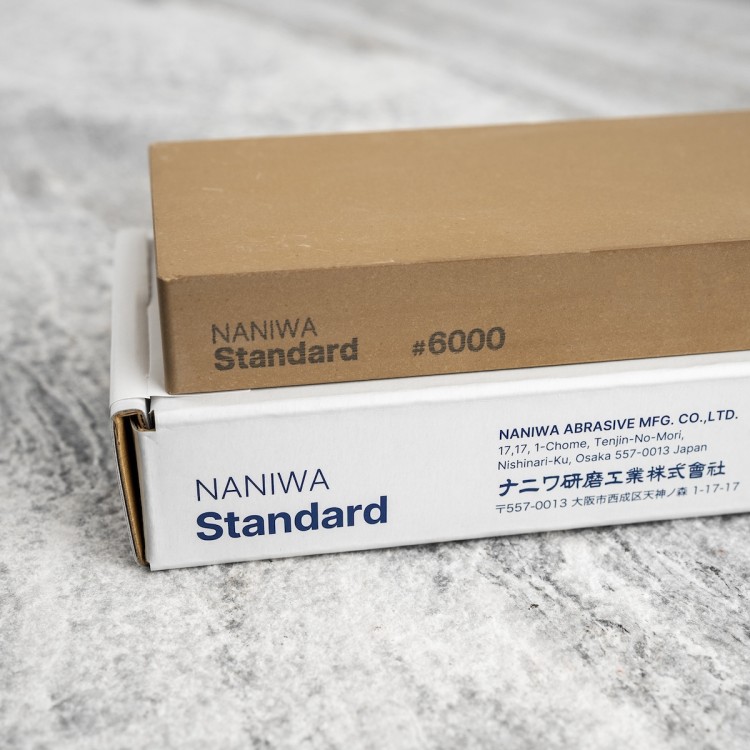 NANIWA
Standard
#6000
NANIWA ABRASIVE MFG. CO.,LTD.
17,17, 1-Chome, Tenjin-No-Mori,
Nishinari-Ku, Osaka 557-0013 Japan
ナニワ研磨工業株式會社
〒557-0013 大阪市西成区天神ノ森 1-17-17
NANIWA
Standard